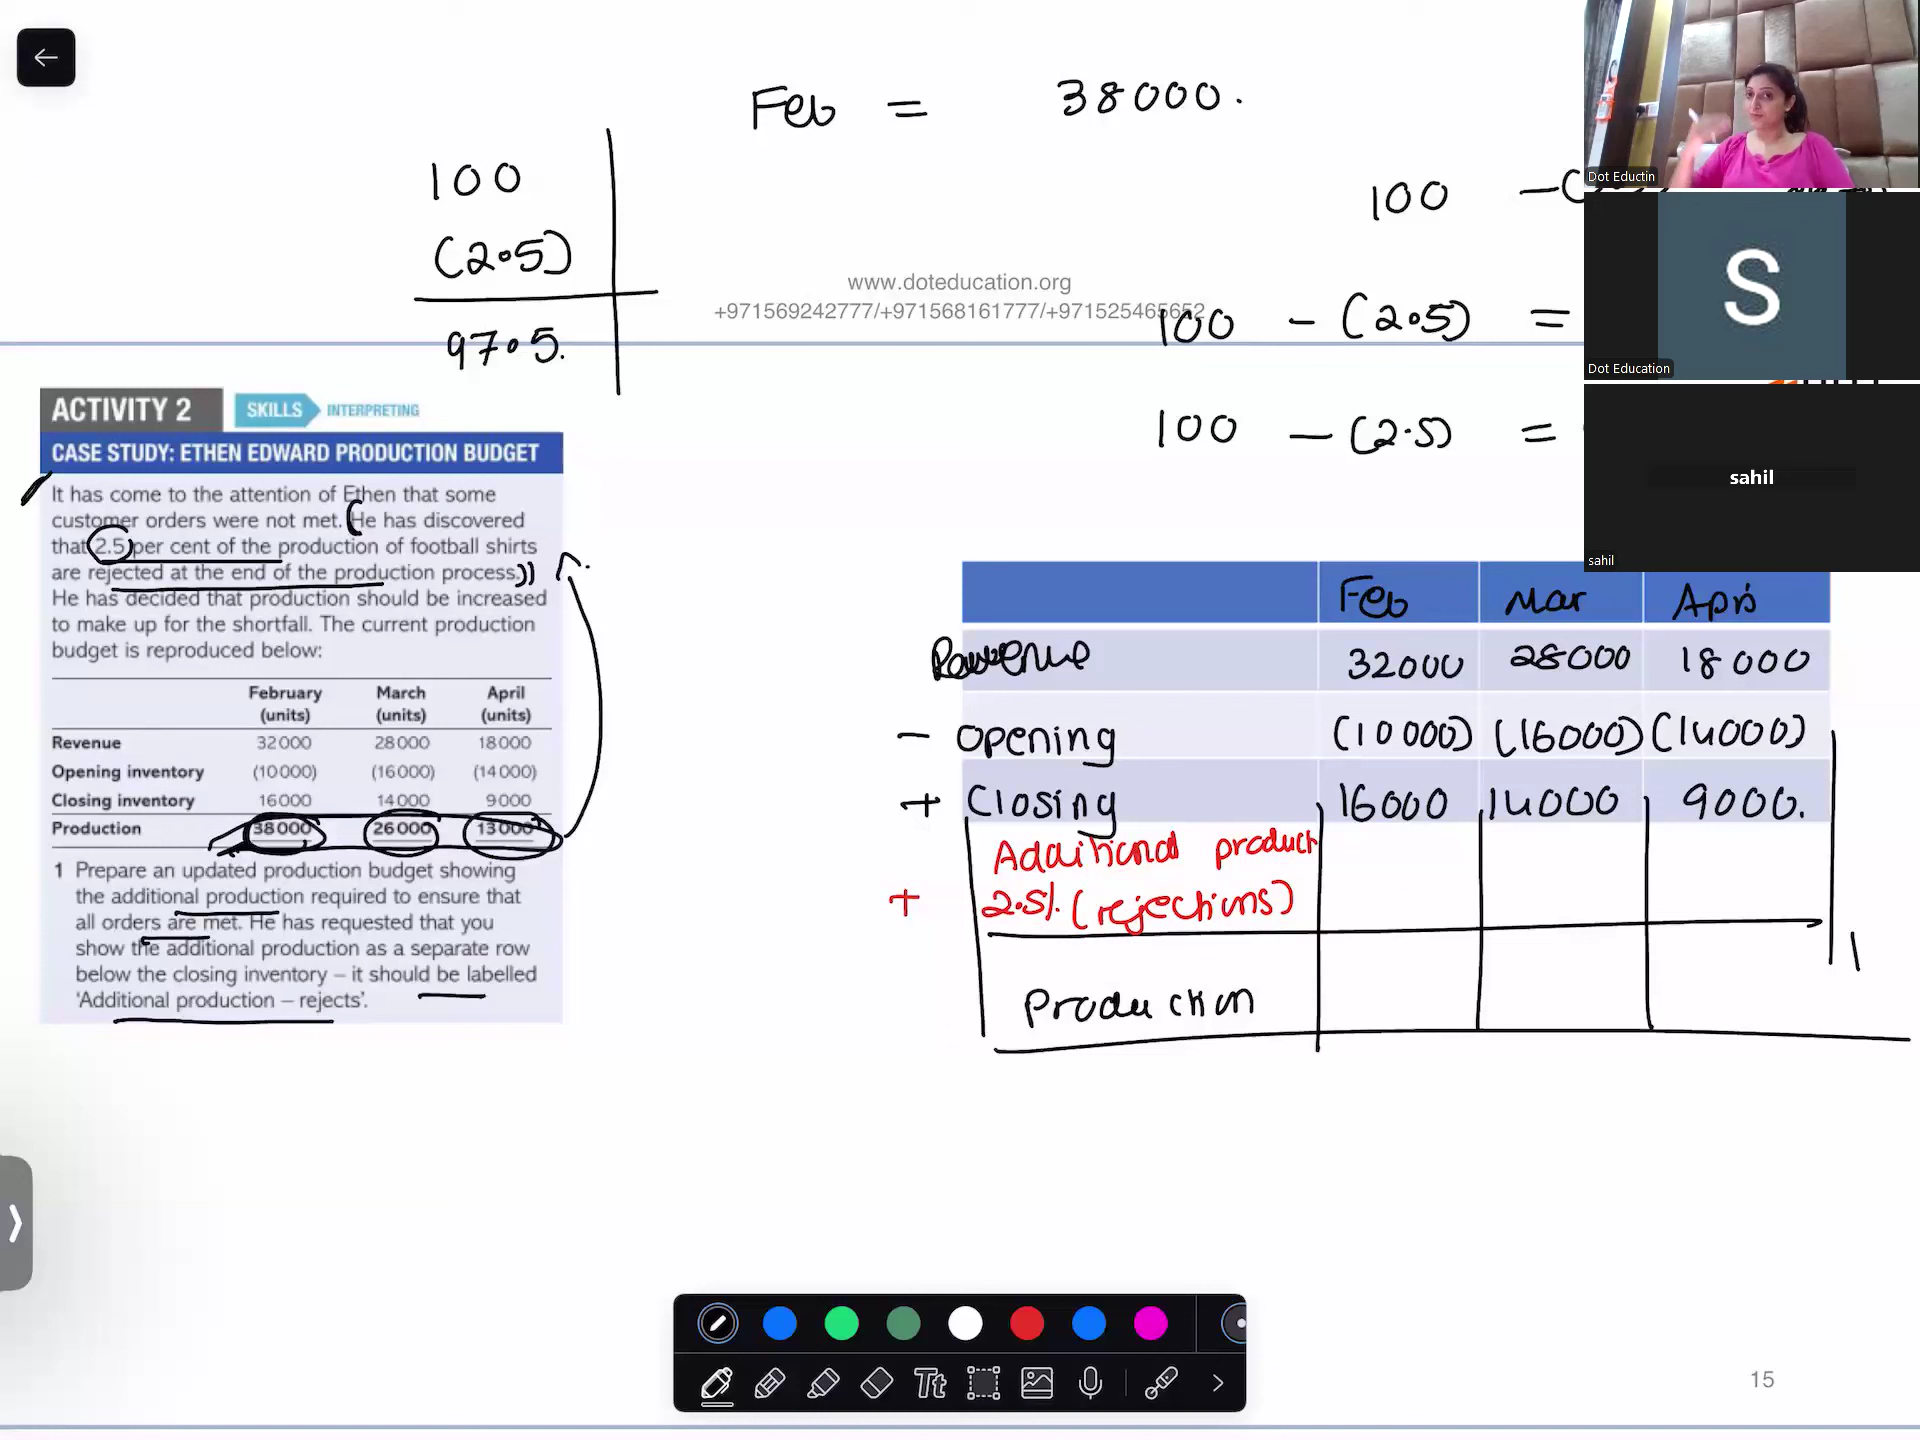 Feb = 38000.
100
(2.5)
97.5.
100
www.doteducation.org
+971569242777/+971568161777/+971525465652
100 - (2.5) =
100 - (2.5) =
Dot Eductin
S
Dot Education
sahil
sahil
ACTIVITY 2
SKILLS
INTERPRETING
CASE STUDY: ETHEN EDWARD PRODUCTION BUDGET
It has come to the attention of Ethen that some
customer orders were not met. (He has discovered
that 2.5 per cent of the production of football shirts
are rejected at the end of the production process.))
He has decided that production should be increased
to make up for the shortfall. The current production
budget is reproduced below:
February March April
(units) (units) (units)
Revenue 32000 28000 18000
Opening inventory (10000) (16000) (14000)
Closing inventory 16000 14000 9000
Production 38000 26000 13000
1 Prepare an updated production budget showing
the additional production required to ensure that
all orders are met. He has requested that you
show the additional production as a separate row
below the closing inventory – it should be labelled
'Additional production – rejects'.
Feb Mar
32000 28000 18000
- Opening (10000) (16000) (14000)
+ Closing 16000 14000 9000.
Additional product
+ 2.5% (rejections)
Production
Tt
15